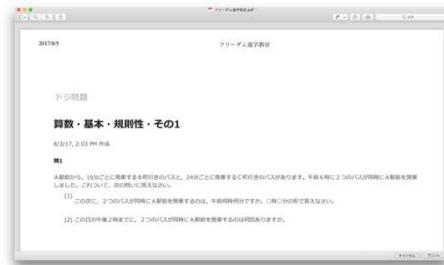 2017/8/5
フリーダム進学教室
ドジ問題
算数・基本・規則性・その1
8/3/17, 2:03 PM 作成
問1
A駅前から、16分ごとに発車するB町行きのバスと、24分ごとに発車するC町行きのバスがあります。午前6時に2つのバスが同時にA駅前を発車
しました。これついて、次の問いに答えなさい。
(1)
この次に、2つのバスが同時にA駅前を発車するのは、午前何時何分ですか。○時○分の形で答えなさい。
(2) この日の午後2時までに、2つのバスが同時にA駅前を発車するのは何回ありますか。
キャンセル